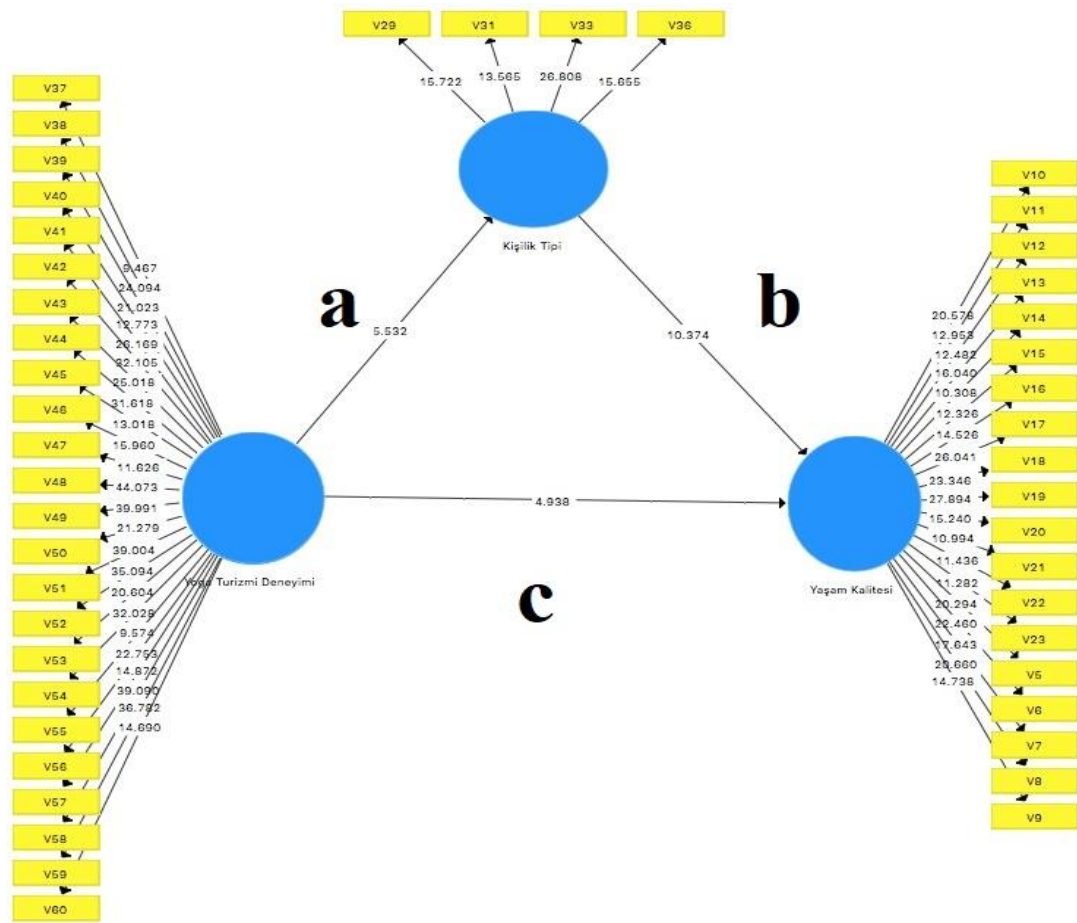 V29
V31
V33
V36
15.722
13.565
26.808
15.655
Kişilik Tipi
a
b
5.532
10.374
4.938
c
Yoga Turizmi Deneyimi
Yaşam Kalitesi
V37
V38
V39
V40
V41
V42
V43
V44
V45
V46
V47
V48
V49
V50
V51
V52
V53
V54
V55
V56
V57
V58
V59
V60
9.467
24.094
21.023
12.773
26.169
32.105
25.018
31.618
13.018
15.960
11.626
44.073
39.991
21.279
39.004
35.094
20.604
32.028
9.574
22.753
14.872
39.090
36.782
14.690
20.578
12.953
12.482
16.040
10.308
12.326
14.526
26.041
23.346
27.894
15.240
10.994
11.436
11.282
20.294
22.460
17.643
20.660
14.738
V10
V11
V12
V13
V14
V15
V16
V17
V18
V19
V20
V21
V22
V23
V5
V6
V7
V8
V9